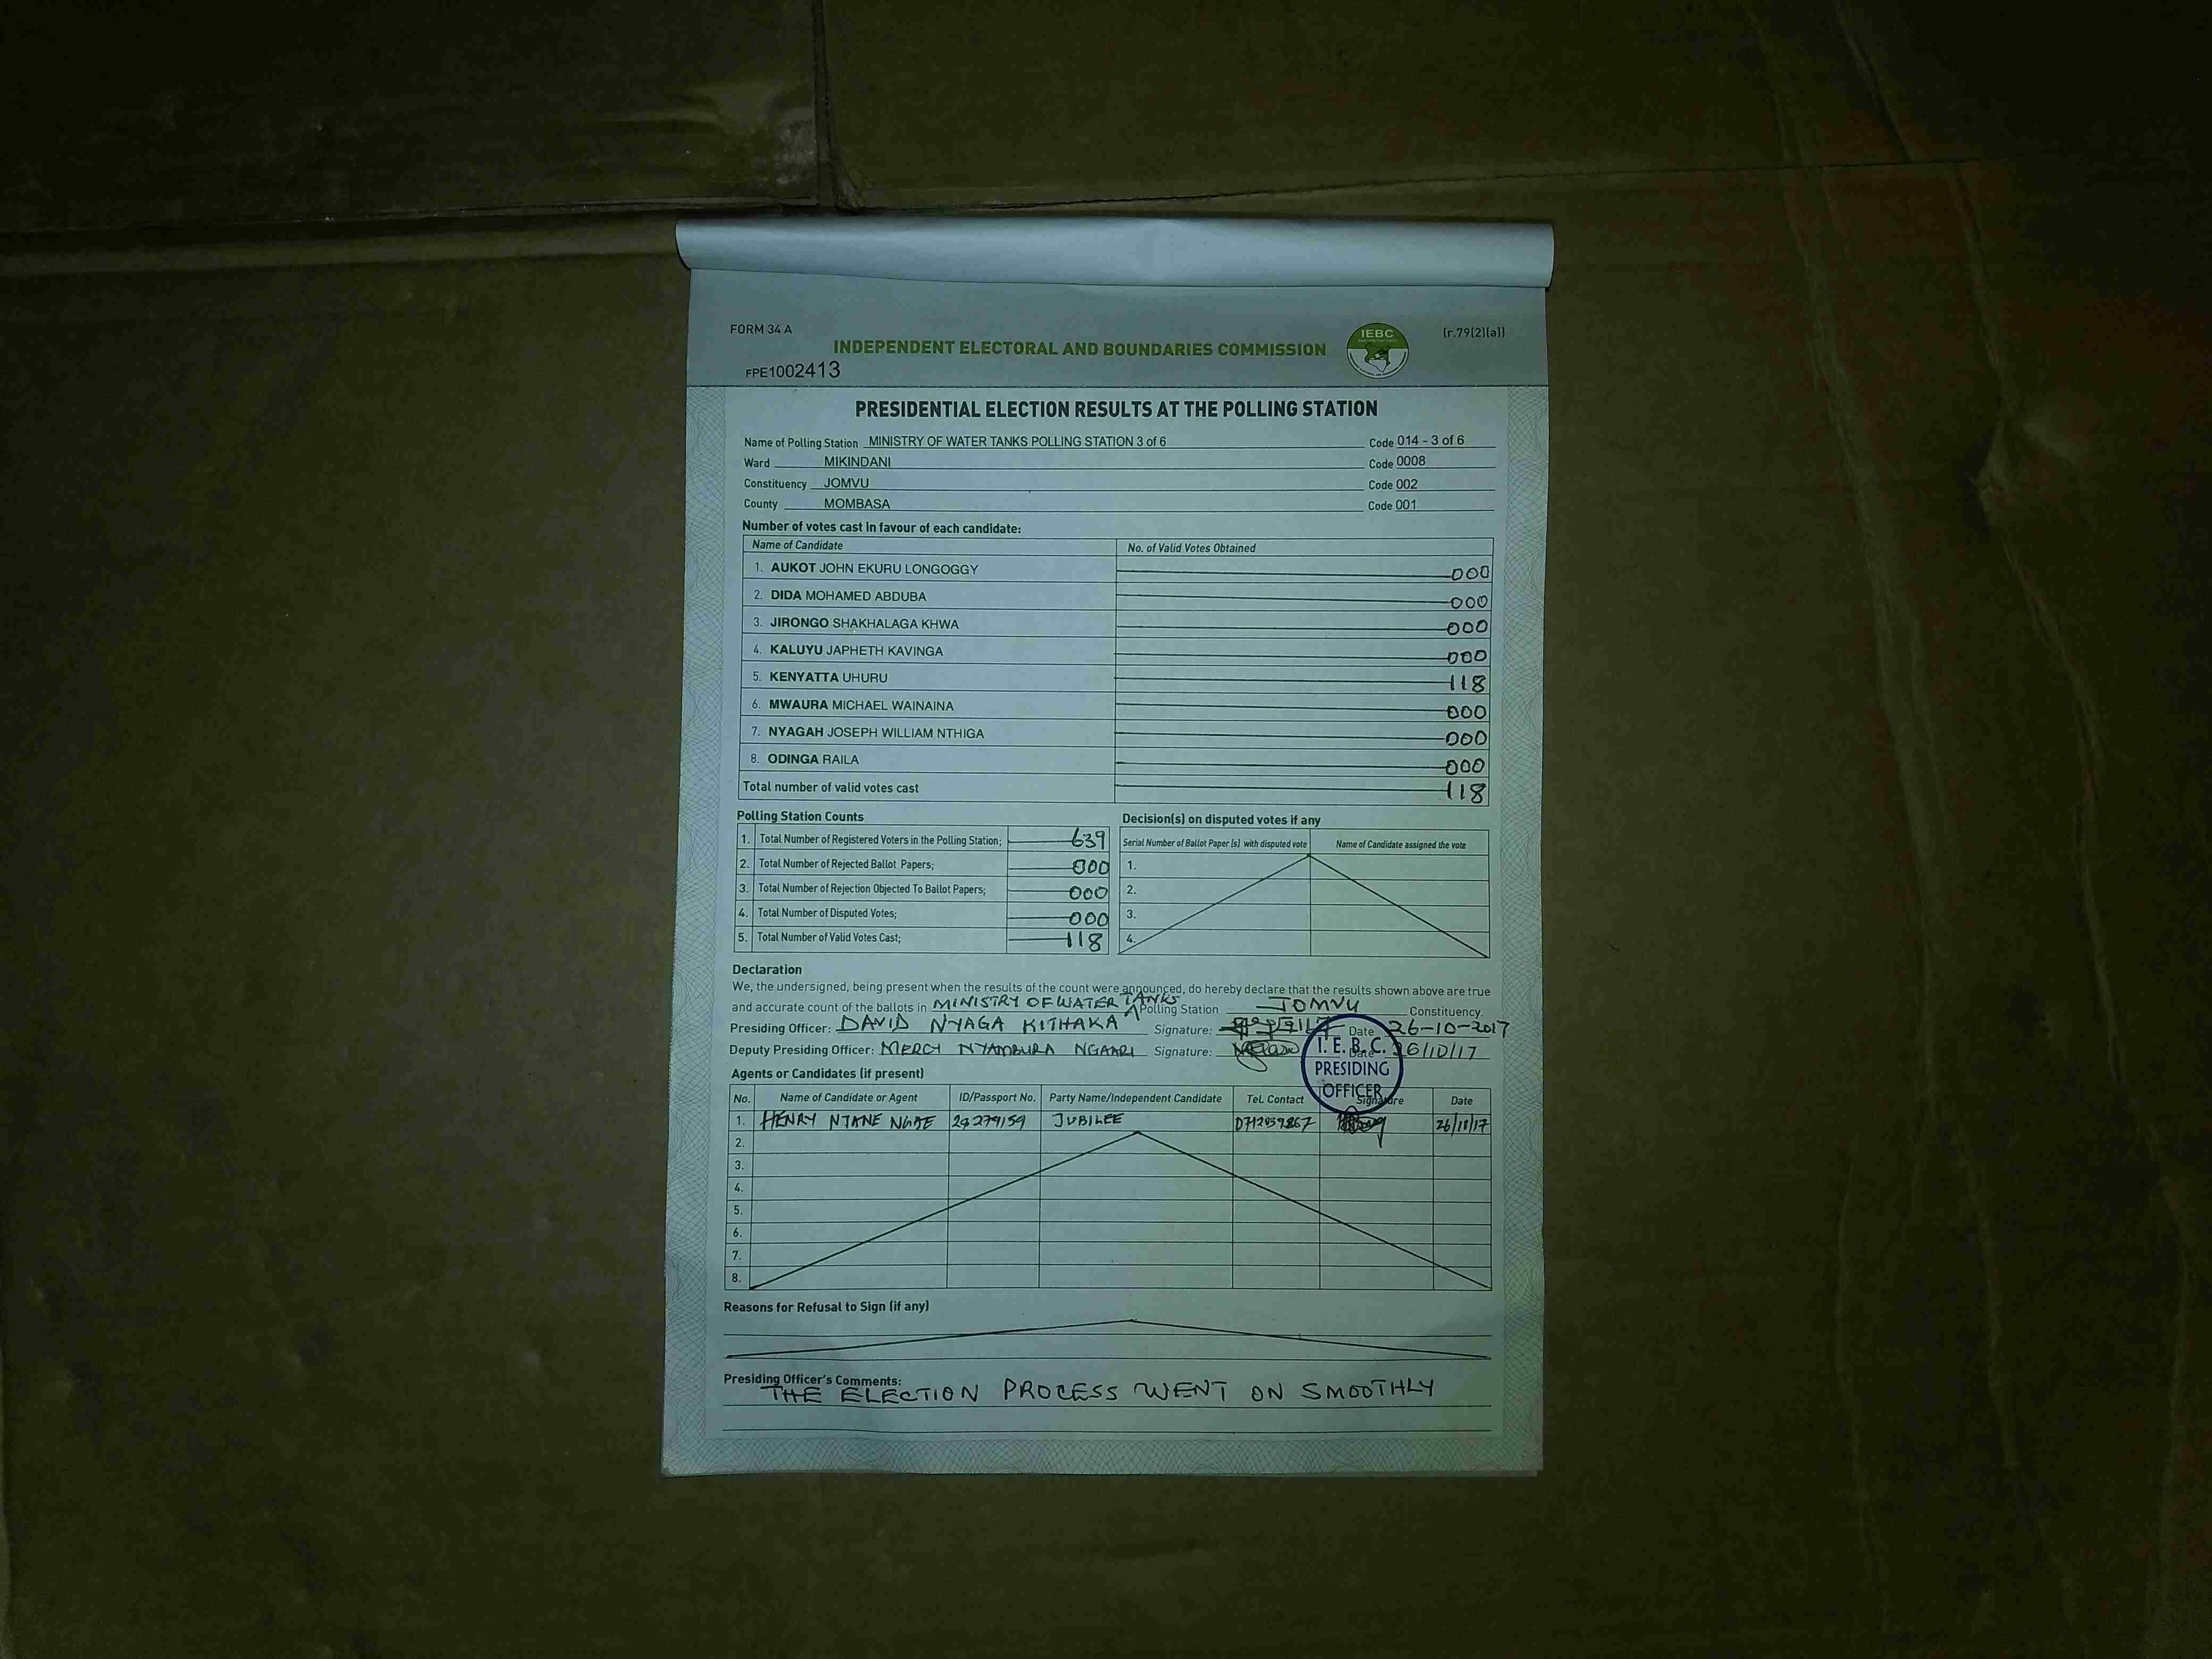 FORM 34 A
IEBC
(r.79(2)(a))
INDEPENDENT ELECTORAL AND BOUNDARIES COMMISSION
FPE1002413
PRESIDENTIAL ELECTION RESULTS AT THE POLLING STATION
Name of Polling Station MINISTRY OF WATER TANKS POLLING STATION 3 of 6 Code 014 - 3 of 6
Ward MIKINDANI Code 0008
Constituency JOMVU Code 002
County MOMBASA Code 001
Number of votes cast in favour of each candidate:
Name of Candidate No. of Valid Votes Obtained
1. AUKOT JOHN EKURU LONGOGGY 000
2. DIDA MOHAMED ABDUBA 000
3. JIRONGO SHAKHALAGA KHWA 000
4. KALUYU JAPHETH KAVINGA 000
5. KENYATTA UHURU 118
6. MWAURA MICHAEL WAINAINA 000
7. NYAGAH JOSEPH WILLIAM NTHIGA 000
8. ODINGA RAILA 000
Total number of valid votes cast 118
Polling Station Counts
1. Total Number of Registered Voters in the Polling Station; 639
2. Total Number of Rejected Ballot Papers; 000
3. Total Number of Rejection Objected To Ballot Papers; 000
4. Total Number of Disputed Votes; 000
5. Total Number of Valid Votes Cast; 118
Decision(s) on disputed votes if any
Serial Number of Ballot Paper (s) with disputed vote Name of Candidate assigned the vote
1.
2.
3.
4.
Declaration
We, the undersigned, being present when the results of the count were announced, do hereby declare that the results shown above are true
and accurate count of the ballots in MINISTRY OF WATER TANKS Polling Station JOMVU Constituency.
Presiding Officer: DAVID NYAGA KITHAKA Signature: Date 26-10-2017
Deputy Presiding Officer: MERCY NYAMBURA NGAARI Signature: Date 26/10/17
I. E. B. C.
PRESIDING
OFFICER
Agents or Candidates (if present)
No. Name of Candidate or Agent ID/Passport No. Party Name/Independent Candidate Tel. Contact Signature Date
1. HENRY JUBILEE 26/10/17
2.
3.
4.
5.
6.
7.
8.
Reasons for Refusal to Sign (if any)
Presiding Officer's Comments:
THE ELECTION PROCESS WENT ON SMOOTHLY